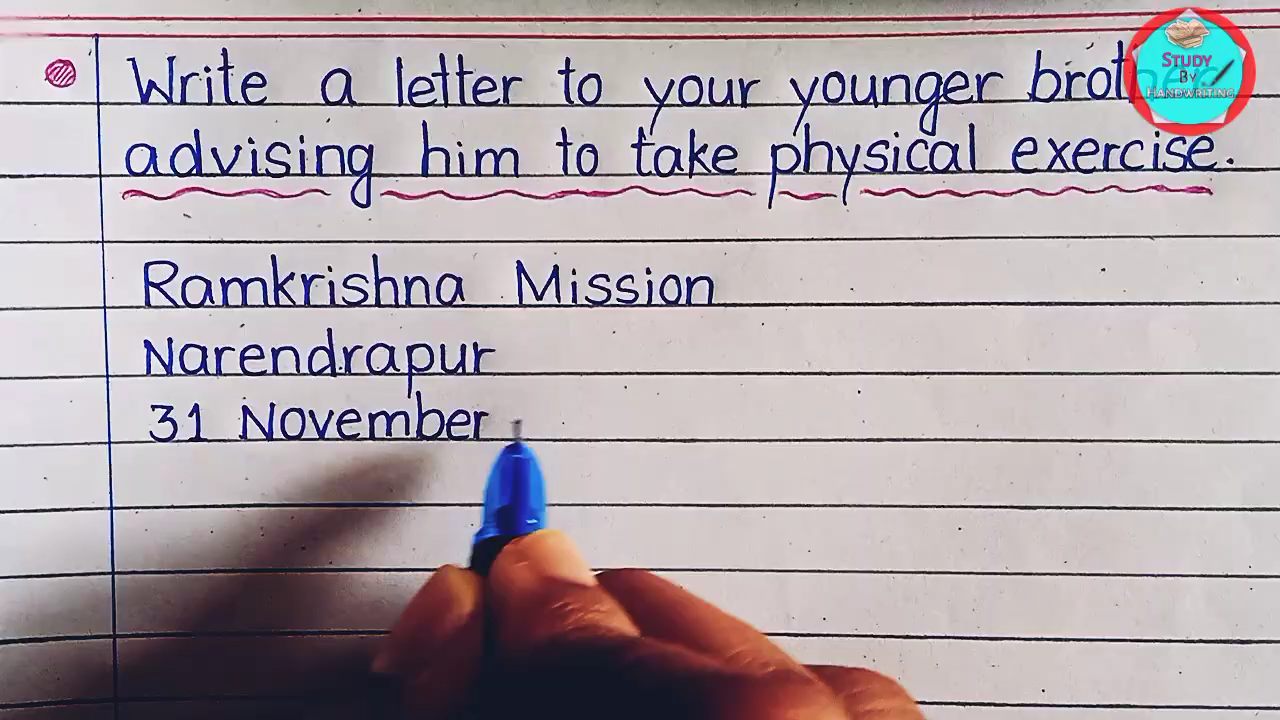 Write a letter to your younger brother
advising him to take physical exercise.
Ramkrishna Mission
Narendrapur
31 November
STUDY
BY
HANDWRITING